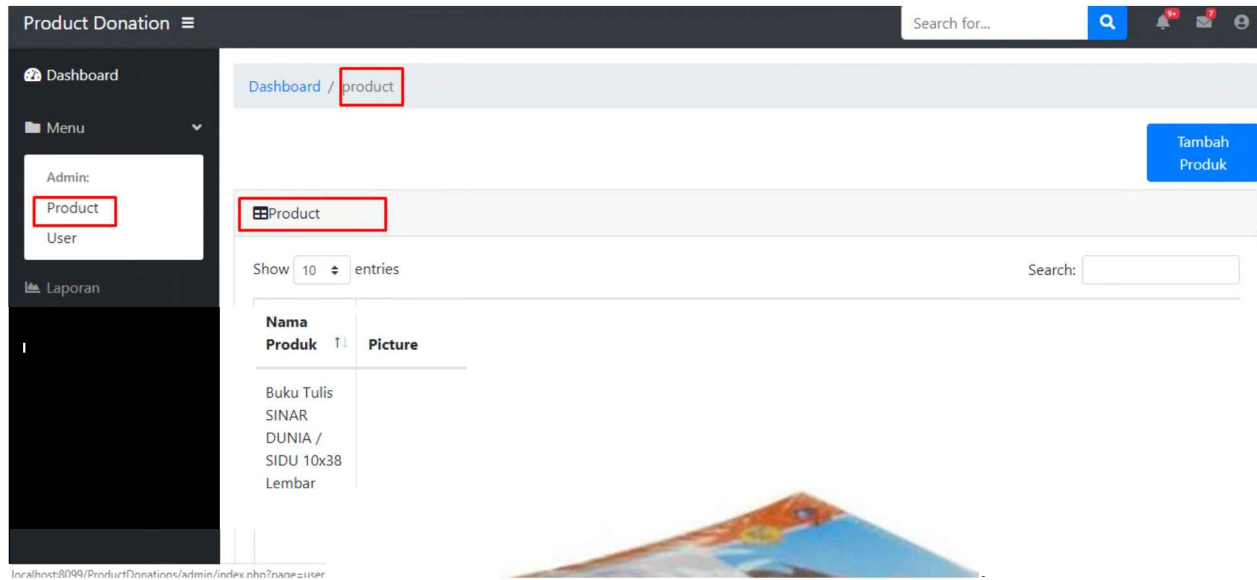 Product Donation
Search for...
9+
7
Dashboard
Dashboard / product
Menu
Tambah
Produk
Admin:
Product
User
Product
Show 10 entries
Search:
Laporan
Nama
Produk
Picture
Buku Tulis
SINAR
DUNIA /
SIDU 10x38
Lembar
localhost:8099/ProductDonations/admin/index.php?page=user